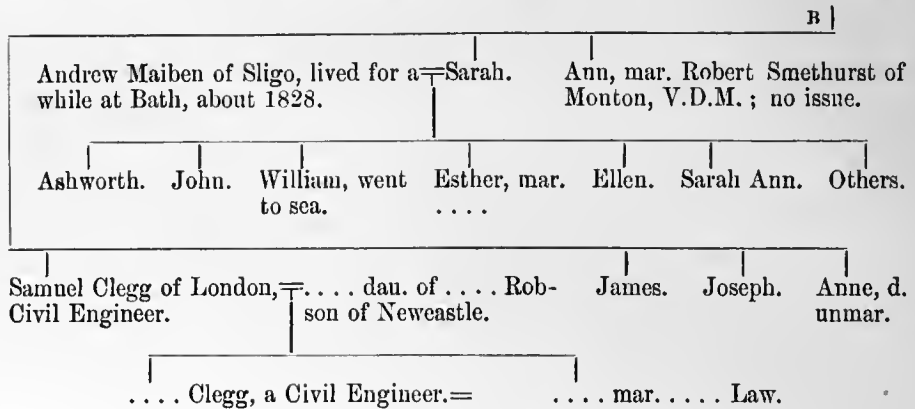 B
Andrew Maiben of Sligo, lived for a=Sarah.
while at Bath, about 1828.
Ann, mar. Robert Smethurst of
Monton, V.D.M. ; no issue.
Ashworth. John. William, went
to sea.
Esther, mar.
. . . .
Ellen. Sarah Ann. Others.
Samuel Clegg of London,=. . . . dau. of . . . . Rob-
Civil Engineer.
son of Newcastle.
James. Joseph. Anne, d.
unmar.
. . . . Clegg, a Civil Engineer.= . . . . mar. . . . . Law.